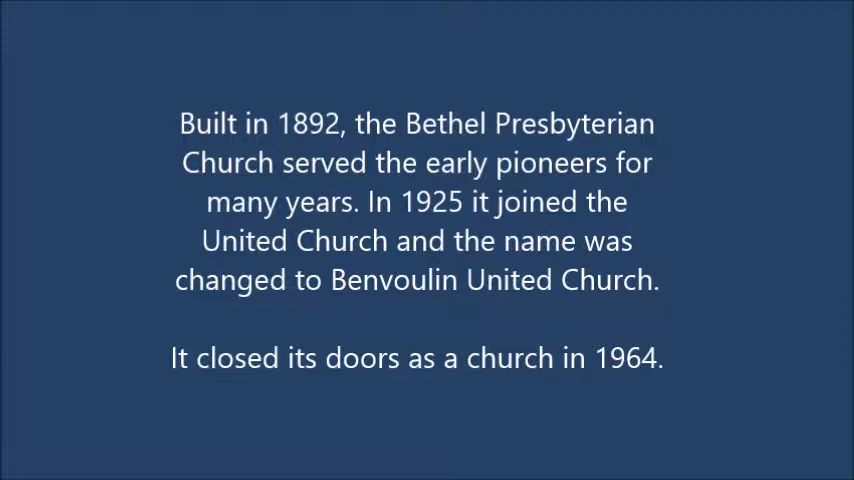 Built in 1892, the Bethel Presbyterian
Church served the early pioneers for
many years. In 1925 it joined the
United Church and the name was
changed to Benvoulin United Church.
It closed its doors as a church in 1964.